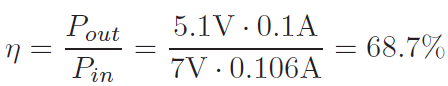 η = P_out / P_in = 5.1V · 0.1A / 7V · 0.106A = 68.7%